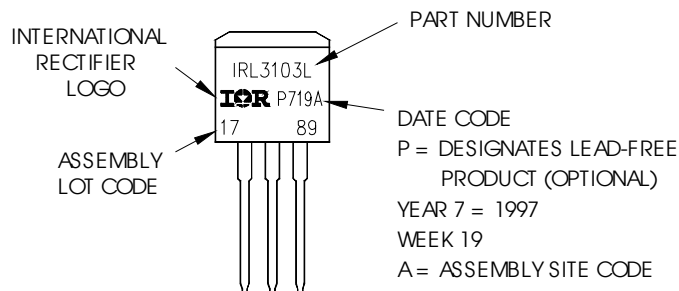 INTERNATIONAL
RECTIFIER
LOGO
ASSEMBLY
LOT CODE
PART NUMBER
IRL3103L
IOR P719A
17 89
DATE CODE
P = DESIGNATES LEAD-FREE
PRODUCT (OPTIONAL)
YEAR 7 = 1997
WEEK 19
A = ASSEMBLY SITE CODE